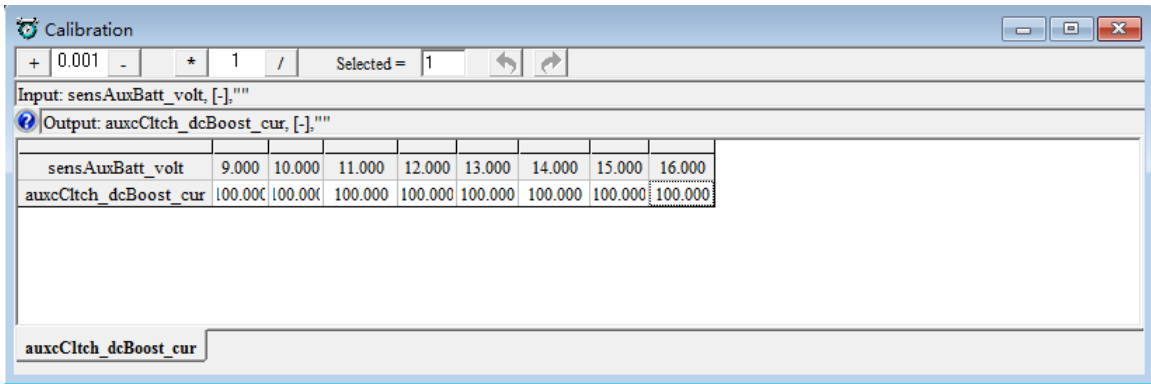 Calibration
+ 0.001 - * 1 / Selected = 1
Input: sensAuxBatt_volt, [-],""
Output: auxcCltch_dcBoost_cur, [-],""
sensAuxBatt_volt 9.000 10.000 11.000 12.000 13.000 14.000 15.000 16.000
auxcCltch_dcBoost_cur 100.000 100.000 100.000 100.000 100.000 100.000 100.000 100.000
auxcCltch_dcBoost_cur